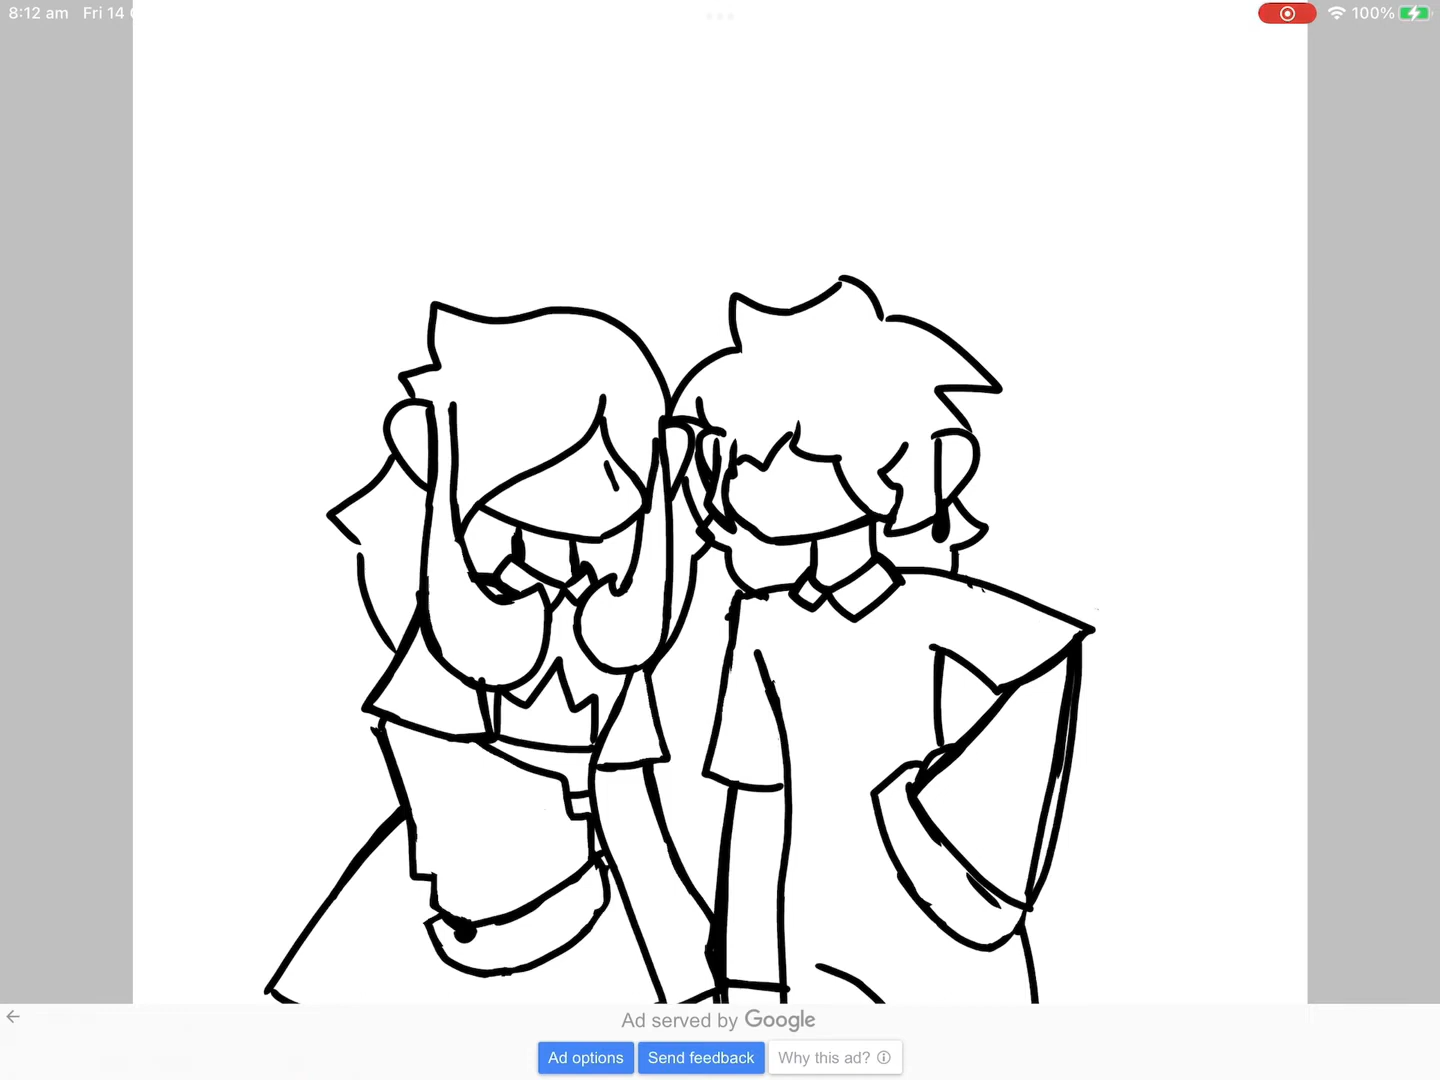 8:12 am Fri 14
100%
Ad served by Google
Ad options Send feedback Why this ad?